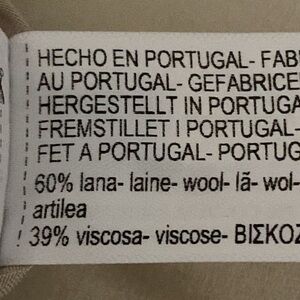 HECHO EN PORTUGAL- FAB
AU PORTUGAL- GEFABRICE
HERGESTELLT IN PORTUGA
FREMSTILLET I PORTUGAL-
FET A PORTUGAL- PORTUG
60% lana- laine- wool- lã- wol-
artilea
39% viscosa- viscose- ΒΙΣΚΟΖ